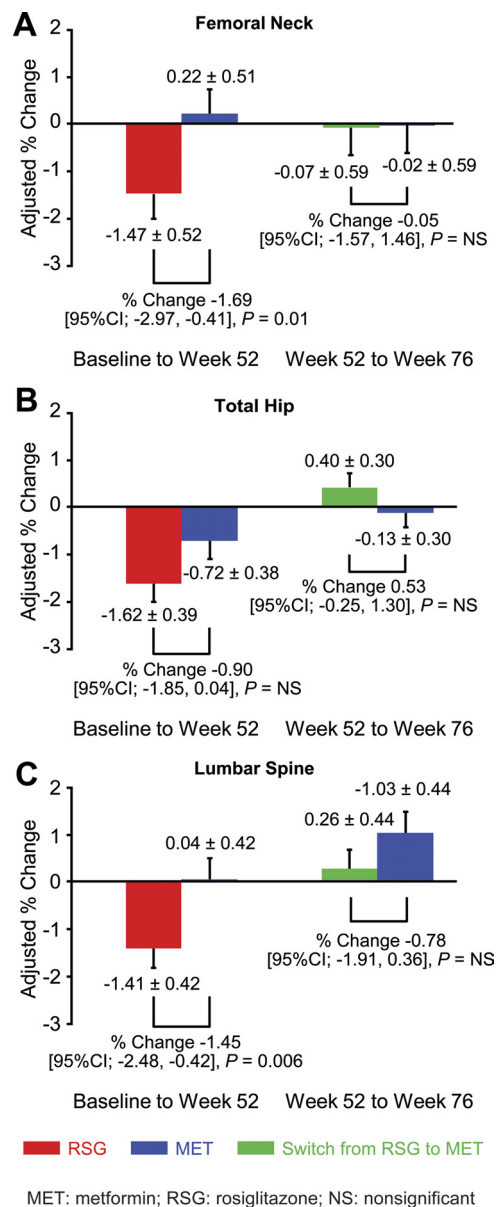 A
Femoral Neck
Adjusted % Change
2
1
0
-1
-2
-3
0.22 ± 0.51
-1.47 ± 0.52
-0.07 ± 0.59
-0.02 ± 0.59
% Change -0.05
[95%CI; -1.57, 1.46], P = NS
% Change -1.69
[95%CI; -2.97, -0.41], P = 0.01
Baseline to Week 52
Week 52 to Week 76
B
Total Hip
Adjusted % Change
2
1
0
-1
-2
-3
0.40 ± 0.30
-0.13 ± 0.30
-0.72 ± 0.38
-1.62 ± 0.39
% Change 0.53
[95%CI; -0.25, 1.30], P = NS
% Change -0.90
[95%CI; -1.85, 0.04], P = NS
Baseline to Week 52
Week 52 to Week 76
C
Lumbar Spine
Adjusted % Change
2
1
0
-1
-2
-3
-1.03 ± 0.44
0.26 ± 0.44
0.04 ± 0.42
-1.41 ± 0.42
% Change -0.78
[95%CI; -1.91, 0.36], P = NS
% Change -1.45
[95%CI; -2.48, -0.42], P = 0.006
Baseline to Week 52
Week 52 to Week 76
RSG
MET
Switch from RSG to MET
MET: metformin; RSG: rosiglitazone; NS: nonsignificant